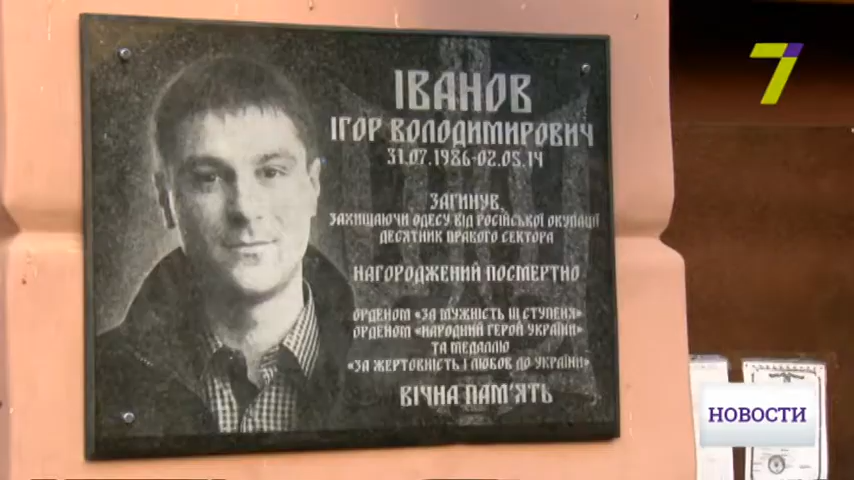 7
ІВАНОВ
ІГОР ВОЛОДИМИРОВИЧ
31.07.1986-02.05.14
ЗАГИНУВ,
ЗАХИЩАЮЧИ ОДЕСУ ВІД РОСІЙСЬКОЇ ОКУПАЦІЇ
ДЕСЯТНИК ПРАВОГО СЕКТОРА
НАГОРОДЖЕНИЙ ПОСМЕРТНО
ОРДЕНОМ «ЗА МУЖНІСТЬ ІІІ СТУПЕНЯ»
ОРДЕНОМ «НАРОДНИЙ ГЕРОЙ УКРАЇНИ»
ТА МЕДАЛЛЮ
«ЗА ЖЕРТОВНІСТЬ І ЛЮБОВ ДО УКРАЇНИ»
ВІЧНА ПАМ'ЯТЬ
НОВОСТИ